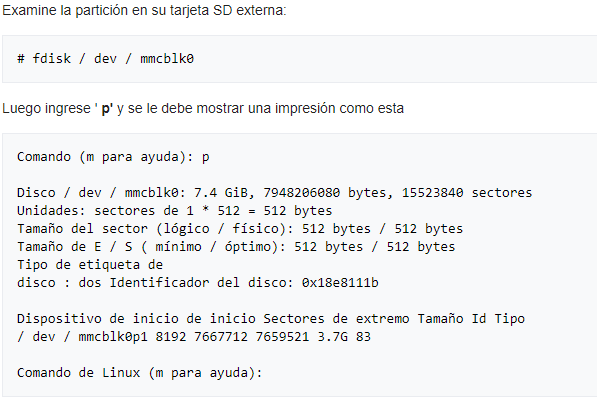 Examine la partición en su tarjeta SD externa:
# fdisk / dev / mmcblk0
Luego ingrese ' p' y se le debe mostrar una impresión como esta
Comando (m para ayuda): p
Disco / dev / mmcblk0: 7.4 GiB, 7948206080 bytes, 15523840 sectores
Unidades: sectores de 1 * 512 = 512 bytes
Tamaño del sector (lógico / físico): 512 bytes / 512 bytes
Tamaño de E / S ( mínimo / óptimo): 512 bytes / 512 bytes
Tipo de etiqueta de
disco : dos Identificador del disco: 0x18e8111b
Dispositivo de inicio de inicio Sectores de extremo Tamaño Id Tipo
/ dev / mmcblk0p1 8192 7667712 7659521 3.7G 83
Comando de Linux (m para ayuda):